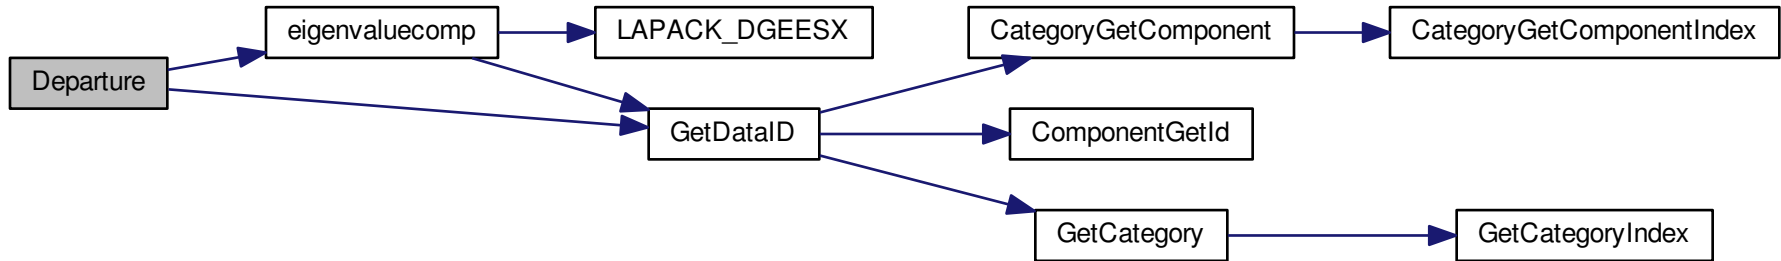 Departure
eigenvaluecomp
LAPACK_DGEESX
GetDataID
CategoryGetComponent
CategoryGetComponentIndex
ComponentGetId
GetCategory
GetCategoryIndex